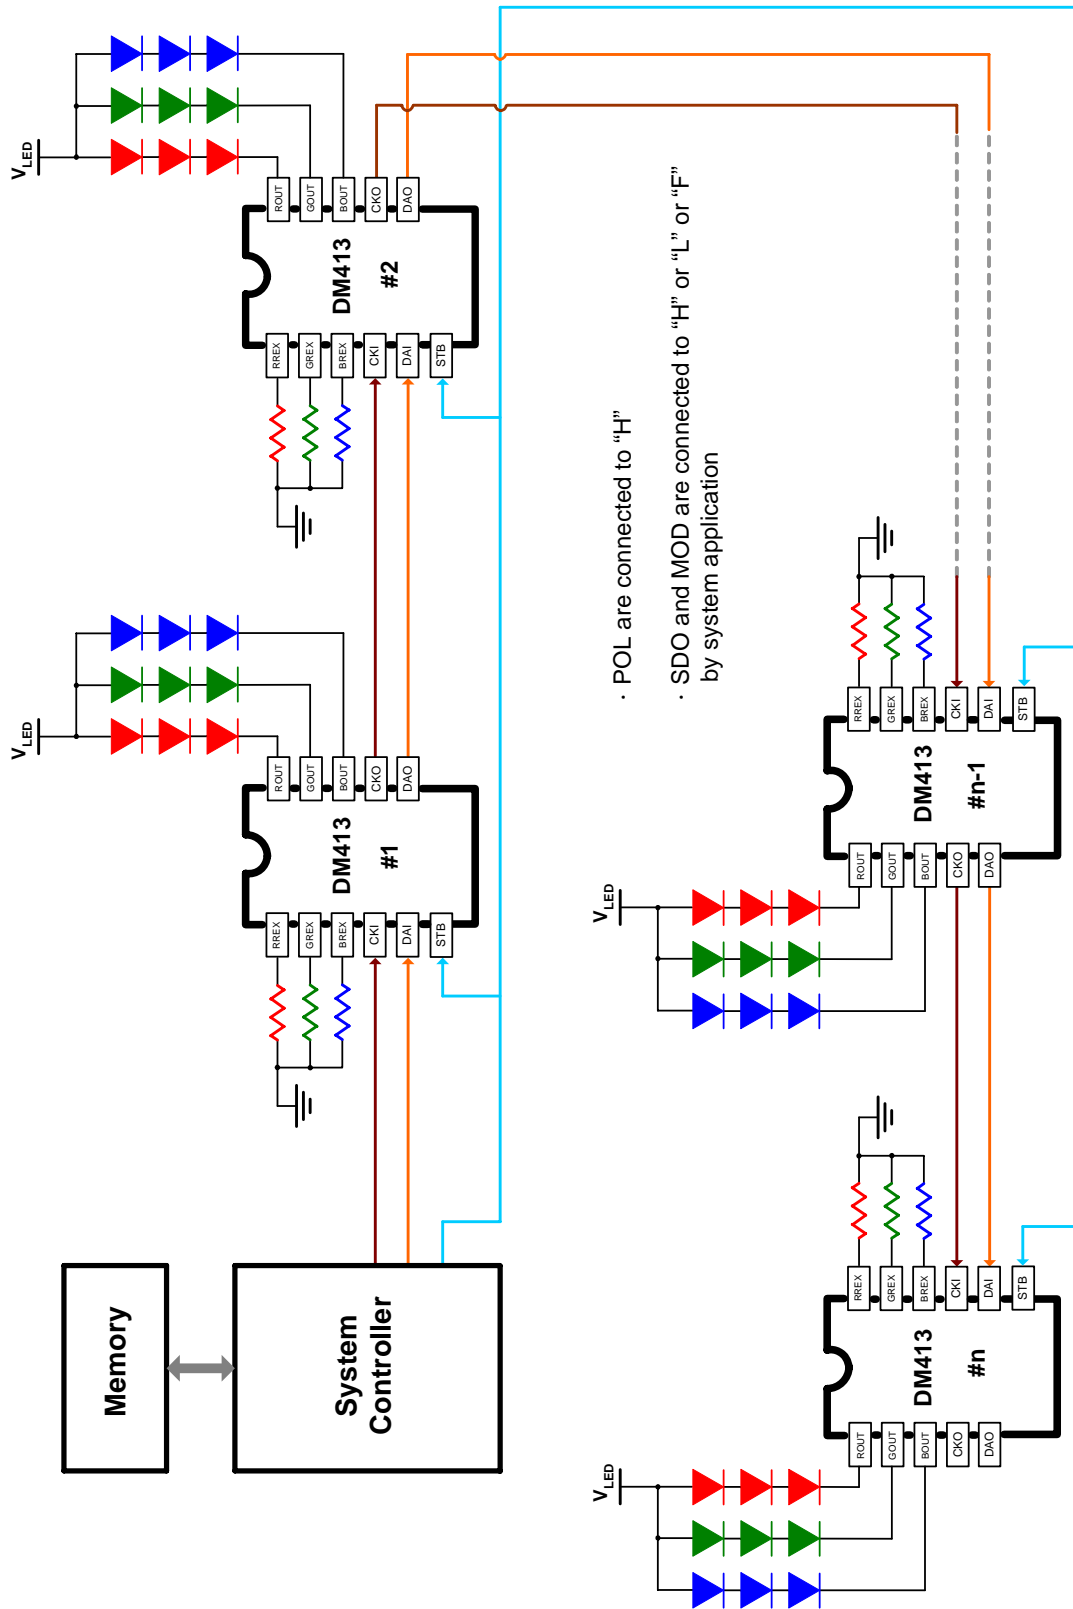 Memory
System
Controller
VLED
RREX
GREX
BREX
CKI
DAI
STB
DM413
#1
ROUT
GOUT
BOUT
CKO
DAO
VLED
RREX
GREX
BREX
CKI
DAI
STB
DM413
#2
ROUT
GOUT
BOUT
CKO
DAO
· POL are connected to “H”
· SDO and MOD are connected to “H” or “L” or “F”
by system application
VLED
ROUT
GOUT
BOUT
CKO
DAO
DM413
#n
RREX
GREX
BREX
CKI
DAI
STB
VLED
ROUT
GOUT
BOUT
CKO
DAO
DM413
#n-1
RREX
GREX
BREX
CKI
DAI
STB